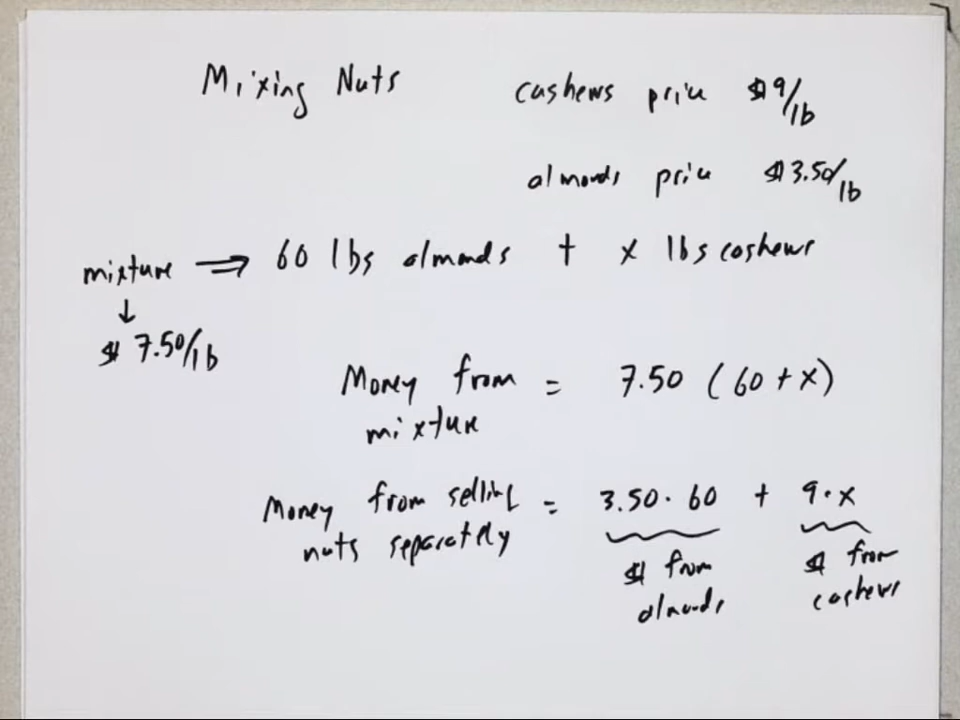 Mixing Nuts
cashews price $9/lb
almonds price $3.50/lb
mixture ⇒ 60 lbs almonds + x lbs cashews
↓
$ 7.50/lb
Money from = 7.50 (60 + x)
mixture
Money from selling = 3.50 · 60 + 9 · x
nuts separately
$ from
almonds
$ from
cashews